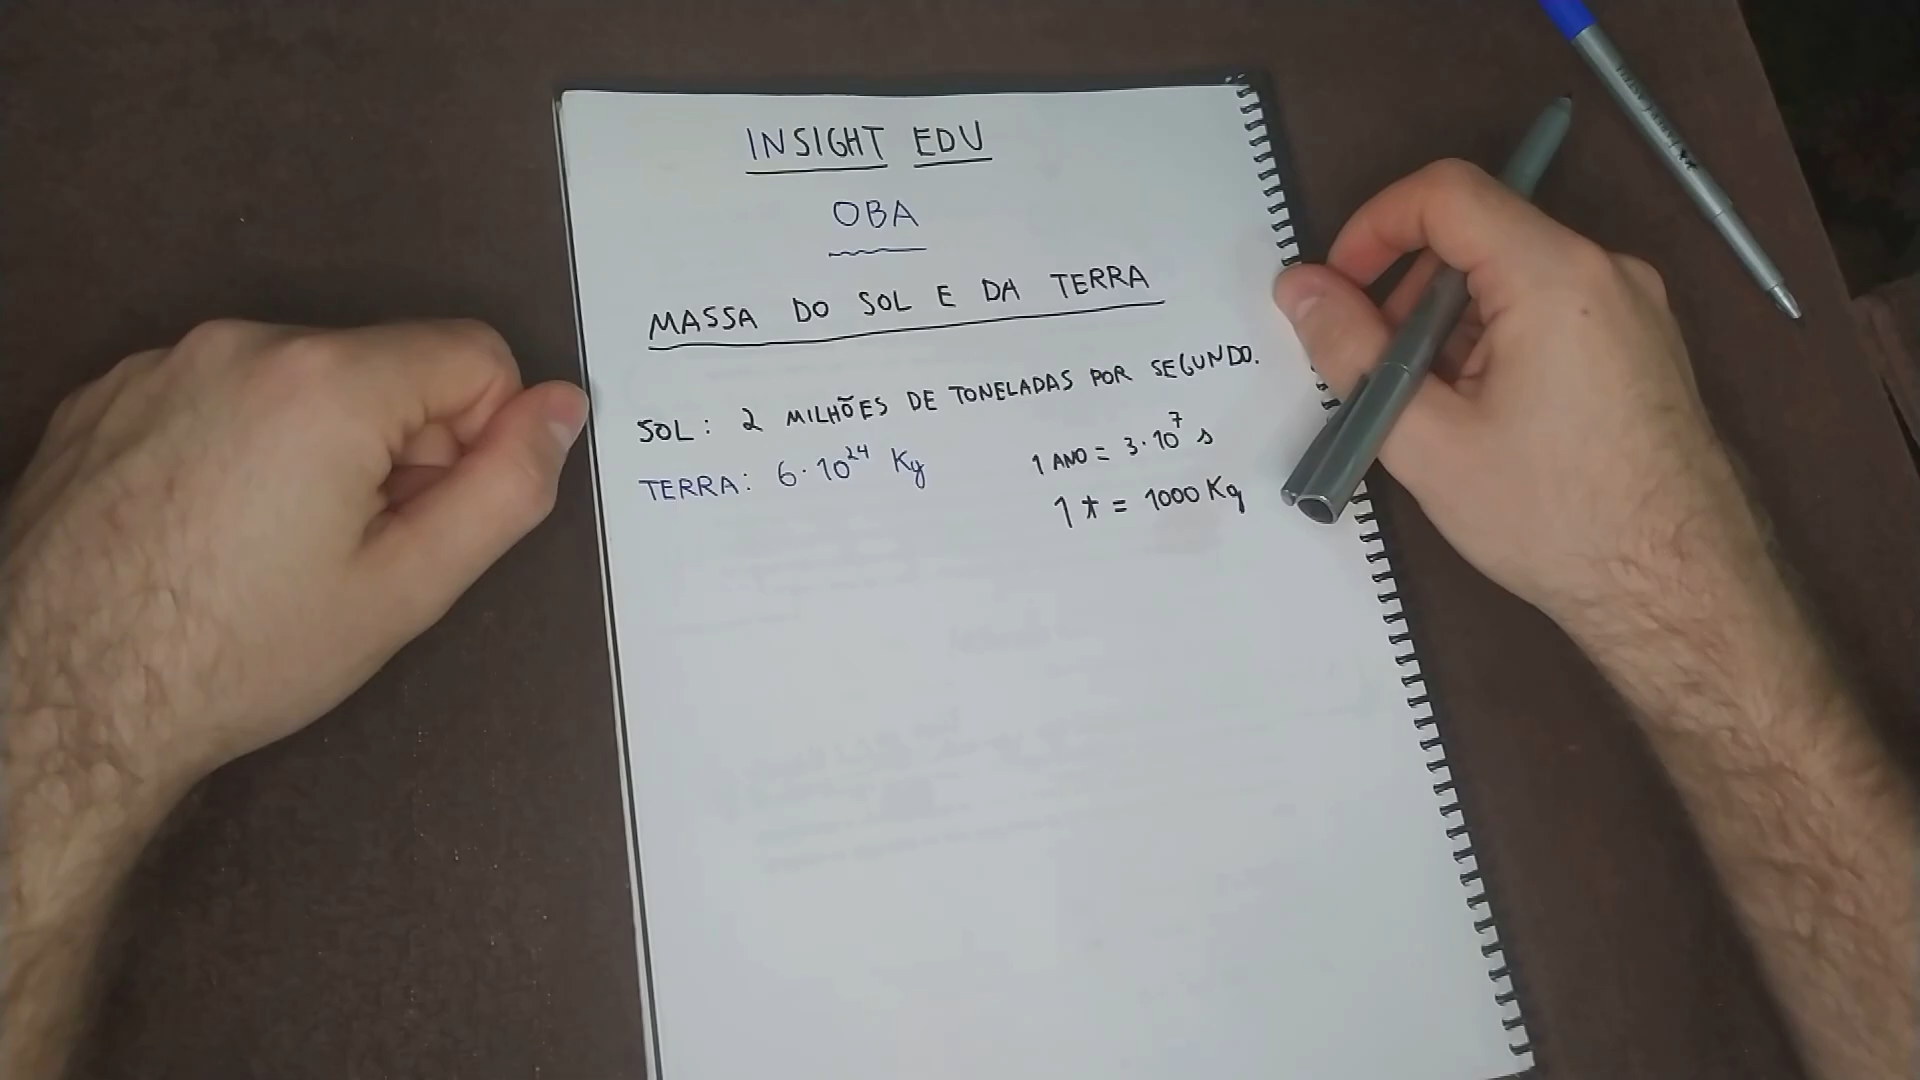 INSIGHT EDU
OBA
MASSA DO SOL E DA TERRA
SOL: 2 MILHÕES DE TONELADAS POR SEGUNDO.
TERRA: 6·10²⁴ Kg
1 ANO = 3·10⁷ s
1 t = 1000 Kg